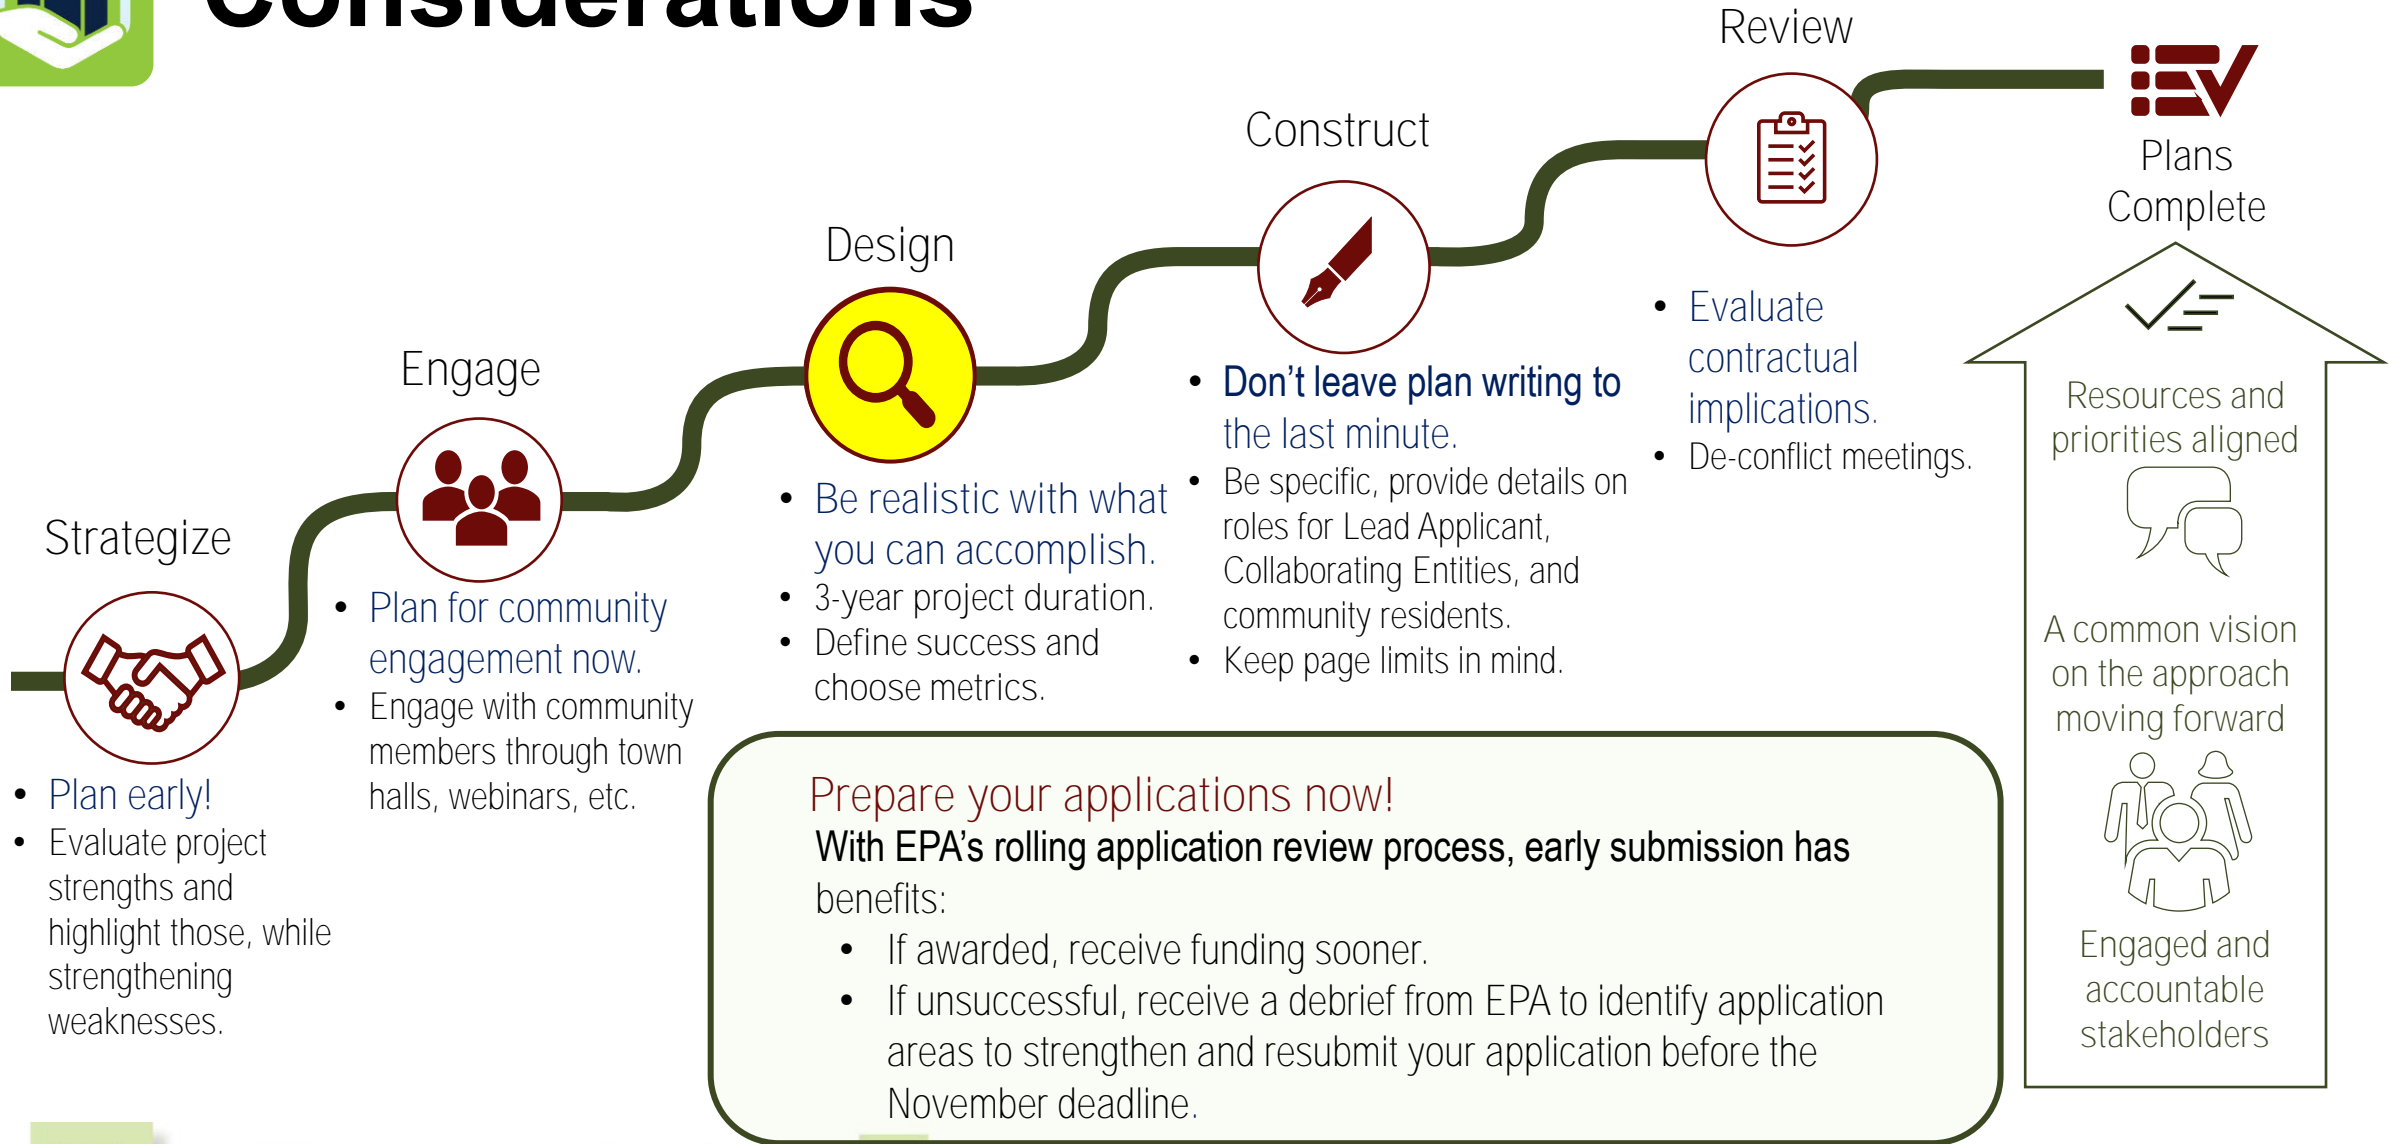 Considerations
Strategize
• Plan early!
• Evaluate project
strengths and
highlight those, while
strengthening
weaknesses.
Engage
• Plan for community
engagement now.
• Engage with community
members through town
halls, webinars, etc.
Design
• Be realistic with what
you can accomplish.
• 3-year project duration.
• Define success and
choose metrics.
Construct
• Don't leave plan writing to
the last minute.
• Be specific, provide details on
roles for Lead Applicant,
Collaborating Entities, and
community residents.
• Keep page limits in mind.
Review
• Evaluate
contractual
implications.
• De-conflict meetings.
Plans
Complete
Resources and
priorities aligned
A common vision
on the approach
moving forward
Engaged and
accountable
stakeholders
Prepare your applications now!
With EPA's rolling application review process, early submission has
benefits:
• If awarded, receive funding sooner.
• If unsuccessful, receive a debrief from EPA to identify application
areas to strengthen and resubmit your application before the
November deadline.